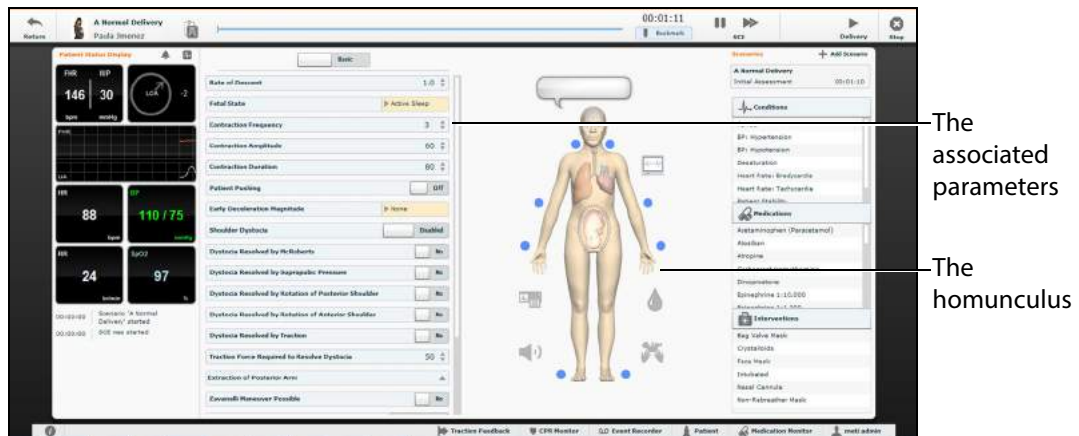 A Normal Delivery
Paula Jimenez
00:01:11
Bookmark
Return
SCE
Delivery
Stop
Patient Status Display
FHR
IUP
146
30
LOA
-2
bpm
mmHg
FHR
HR
88
bpm
110 / 75
mmHg
RR
24
SpO2
97
%
00:00:00 Scenario 'A Normal
Delivery' started
00:00:00 SCE was started
Basic
Rate of Descent 1.0
Fetal State Active Sleep
Contraction Frequency 3
Contraction Amplitude 60
Contraction Duration 80
Patient Pushing Off
Early Deceleration Magnitude None
Shoulder Dystocia Disabled
Dystocia Resolved by McRoberts No
Dystocia Resolved by Suprapubic Pressure No
Dystocia Resolved by Rotation of Posterior Shoulder No
Dystocia Resolved by Rotation of Anterior Shoulder No
Dystocia Resolved by Traction No
Traction Force Required to Resolve Dystocia 50
Extraction of Posterior Arm
Zavanelli Maneuver Possible No
Scenarios
Add Scenario
A Normal Delivery
Initial Assessment 00:01:10
Conditions
BP: Hypertension
BP: Hypotension
Desaturation
Heart Rate: Bradycardia
Heart Rate: Tachycardia
Medications
Acetaminophen (Paracetamol)
Atosiban
Atropine
Dinoprostone
Epinephrine 1:10,000
Interventions
Bag Valve Mask
Crystalloids
Face Mask
Intubated
Nasal Cannula
Non-Rebreather Mask
Traction Feedback
CPR Monitor
Event Recorder
Patient
Medication Monitor
meti admin
The
associated
parameters
The
homunculus